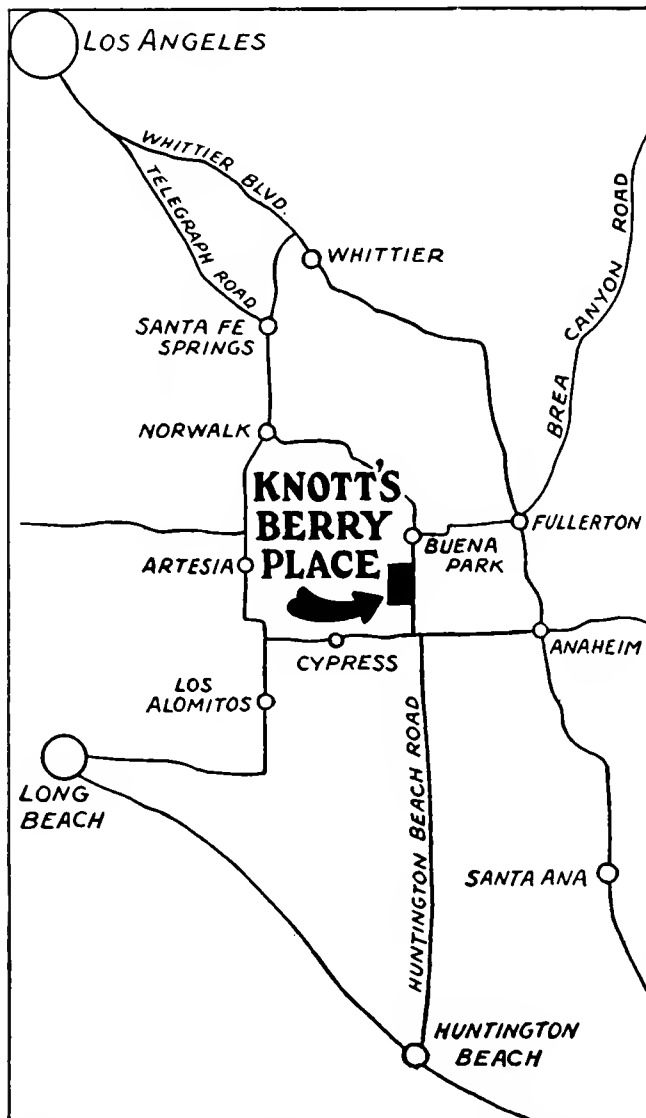 LOS ANGELES
WHITTIER BLVD.
TELEGRAPH ROAD
WHITTIER
BREA CANYON ROAD
SANTA FE
SPRINGS
NORWALK
KNOTT'S
BERRY
PLACE
BUENA
PARK
FULLERTON
ARTESIA
CYPRESS
ANAHEIM
LOS
ALOMITOS
LONG
BEACH
HUNTINGTON BEACH ROAD
SANTA ANA
HUNTINGTON
BEACH